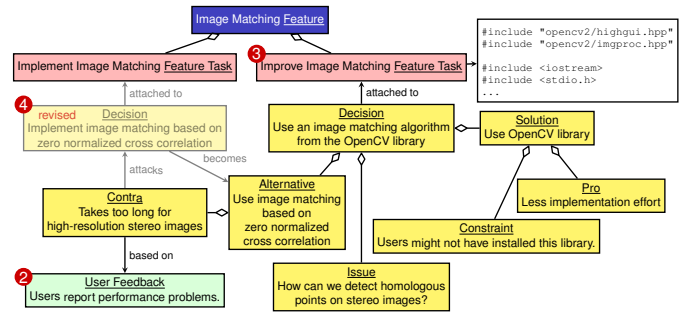 Image Matching Feature
3
#include "opencv2/highgui.hpp"
#include "opencv2/imgproc.hpp"
#include <iostream>
#include <stdio.h>
...
Implement Image Matching Feature Task
Improve Image Matching Feature Task
attached to
attached to
4
revised
Decision
Implement image matching based on
zero normalized cross correlation
Decision
Use an image matching algorithm
from the OpenCV library
Solution
Use OpenCV library
attacks
becomes
Contra
Takes too long for
high-resolution stereo images
Alternative
Use image matching
based on
zero normalized
cross correlation
Pro
Less implementation effort
Constraint
Users might not have installed this library.
based on
2
User Feedback
Users report performance problems.
Issue
How can we detect homologous
points on stereo images?